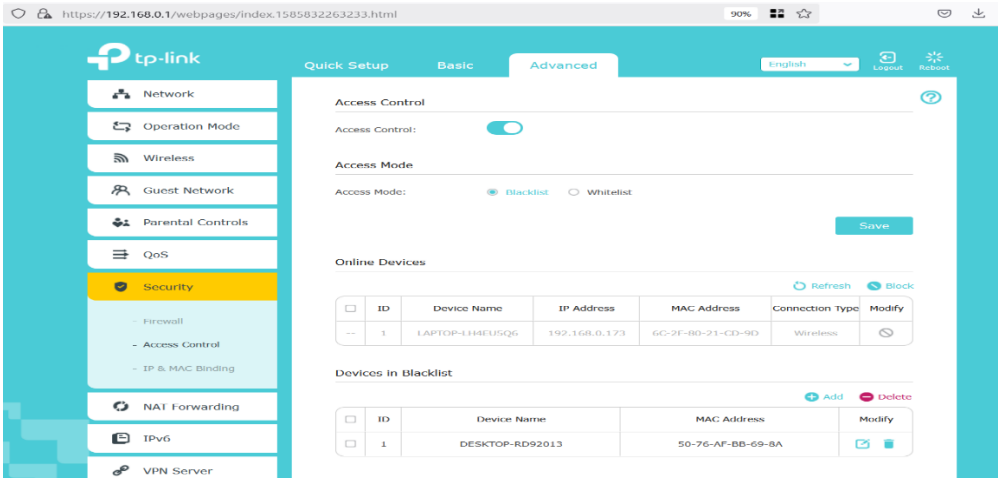 https://192.168.0.1/webpages/index.1585832263233.html 90%
tp-link
Quick Setup Basic Advanced English Logout Reboot
Network
Operation Mode
Wireless
Guest Network
Parental Controls
QoS
Security
- Firewall
- Access Control
- IP & MAC Binding
NAT Forwarding
IPv6
VPN Server
Access Control
Access Control:
Access Mode
Access Mode: Blacklist Whitelist
Save
Online Devices
Refresh Block
ID Device Name IP Address MAC Address Connection Type Modify
-- 1 LAPTOP-LH4EU5Q6 192.168.0.173 6C-2F-80-21-CD-9D Wireless
Devices in Blacklist
Add Delete
ID Device Name MAC Address Modify
1 DESKTOP-RD92013 50-76-AF-BB-69-8A